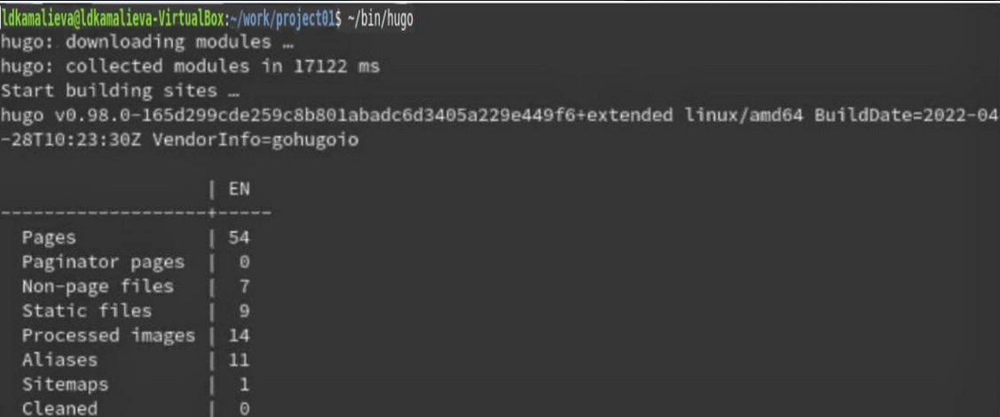 ldkamalieva@ldkamalieva-VirtualBox:~/work/project01$ ~/bin/hugo
hugo: downloading modules …
hugo: collected modules in 17122 ms
Start building sites …
hugo v0.98.0-165d299cde259c8b801abadc6d3405a229e449f6+extended linux/amd64 BuildDate=2022-04
-28T10:23:30Z VendorInfo=gohugoio
| EN
-------------------+-----
Pages | 54
Paginator pages | 0
Non-page files | 7
Static files | 9
Processed images | 14
Aliases | 11
Sitemaps | 1
Cleaned | 0